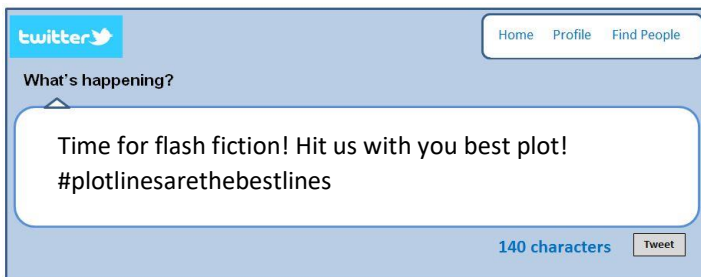 twitter
Home Profile Find People
What's happening?
Time for flash fiction! Hit us with you best plot!
#plotlinesarethebestlines
140 characters Tweet